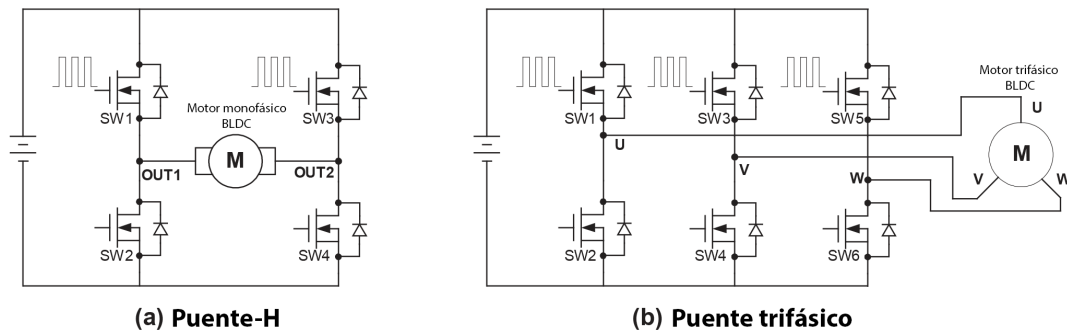 SW1
SW3
Motor monofásico
BLDC
M
OUT1
OUT2
SW2
SW4
(a) Puente-H
SW1
SW3
SW5
Motor trifásico
BLDC
U
M
V
W
U
V
W
SW2
SW4
SW6
(b) Puente trifásico